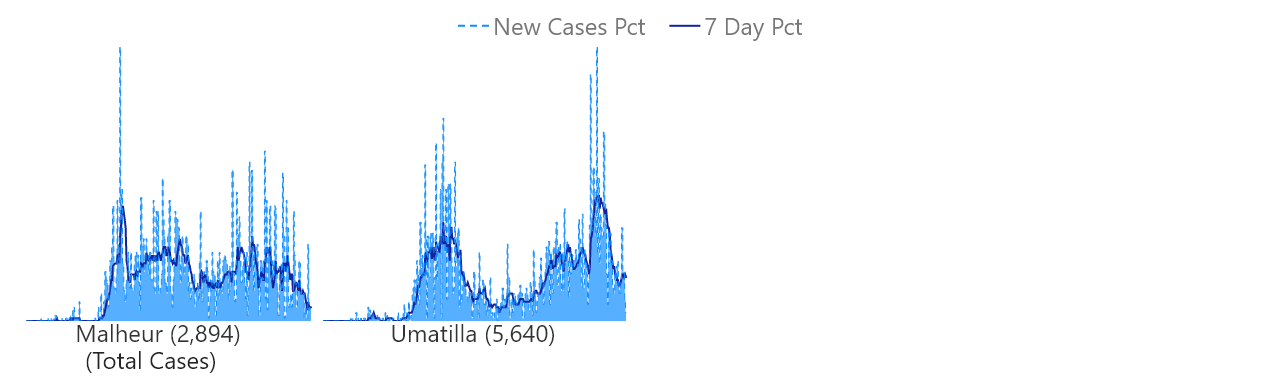 New Cases Pct 7 Day Pct
Malheur (2,894) Umatilla (5,640)
(Total Cases)